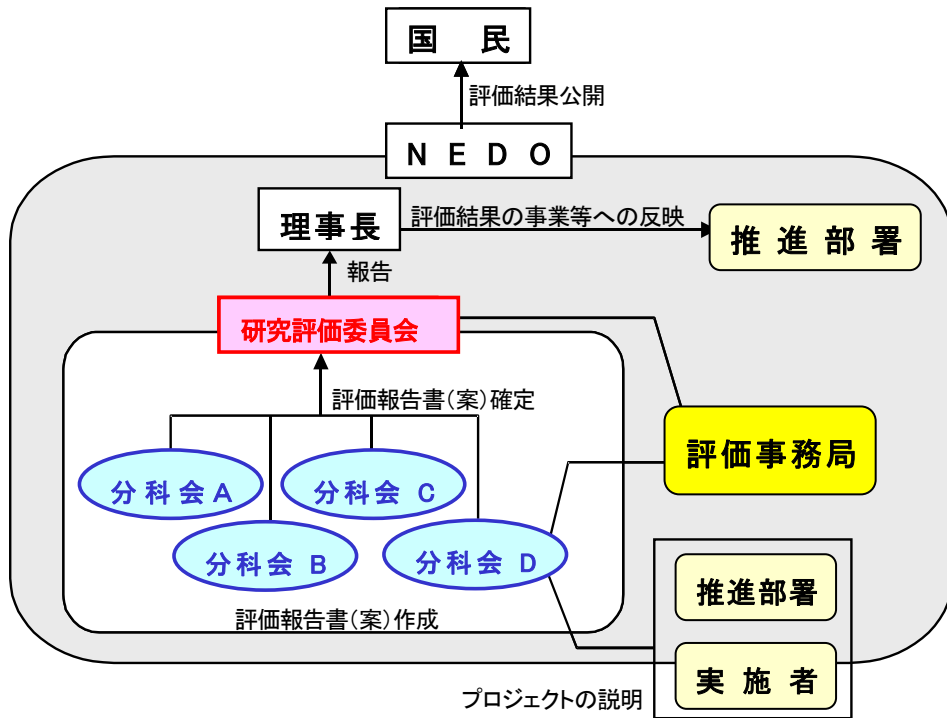 国　民
評価結果公開
ＮＥＤＯ
理事長
評価結果の事業等への反映
推進部署
報告
研究評価委員会
評価報告書（案）確定
評価事務局
分科会A
分科会 C
分科会 B
分科会 D
推進部署
評価報告書（案）作成
実施者
プロジェクトの説明